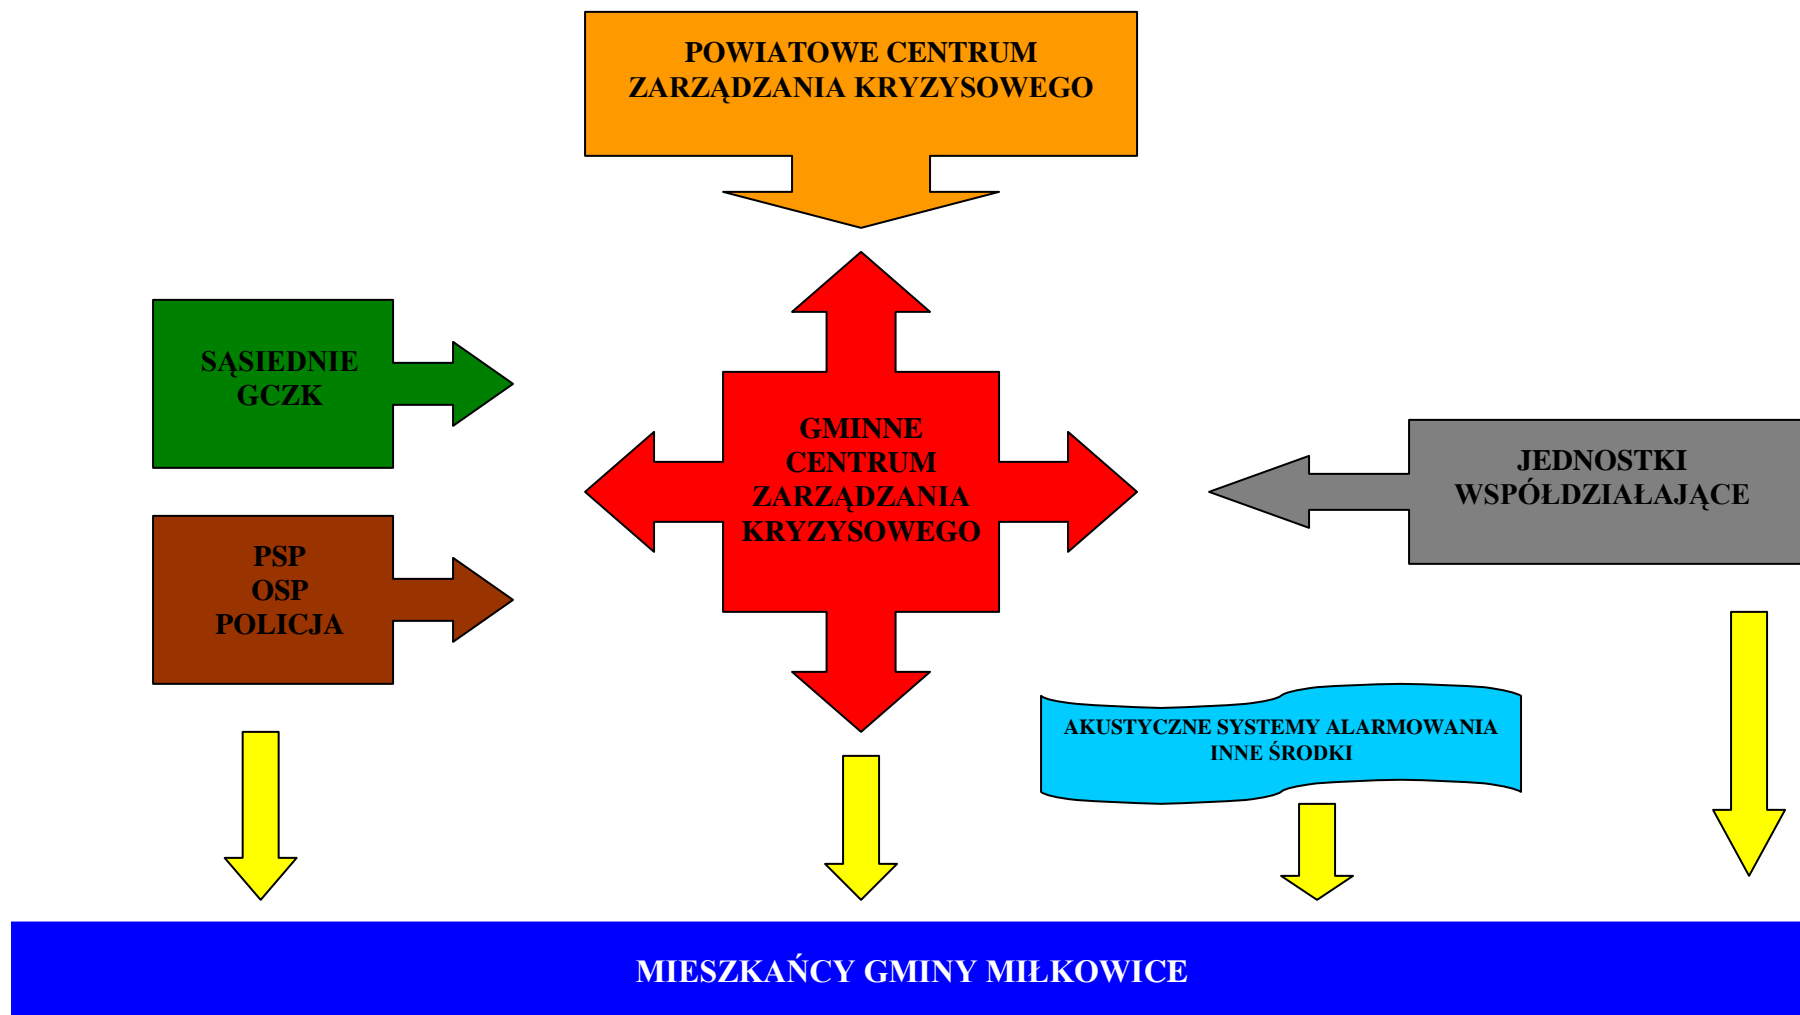 POWIATOWE CENTRUM
ZARZĄDZANIA KRYZYSOWEGO
SĄSIEDNIE
GCZK
GMINNE
CENTRUM
ZARZĄDZANIA
KRYZYSOWEGO
JEDNOSTKI
WSPÓŁDZIAŁAJĄCE
PSP
OSP
POLICJA
AKUSTYCZNE SYSTEMY ALARMOWANIA
INNE ŚRODKI
MIESZKAŃCY GMINY MIŁKOWICE